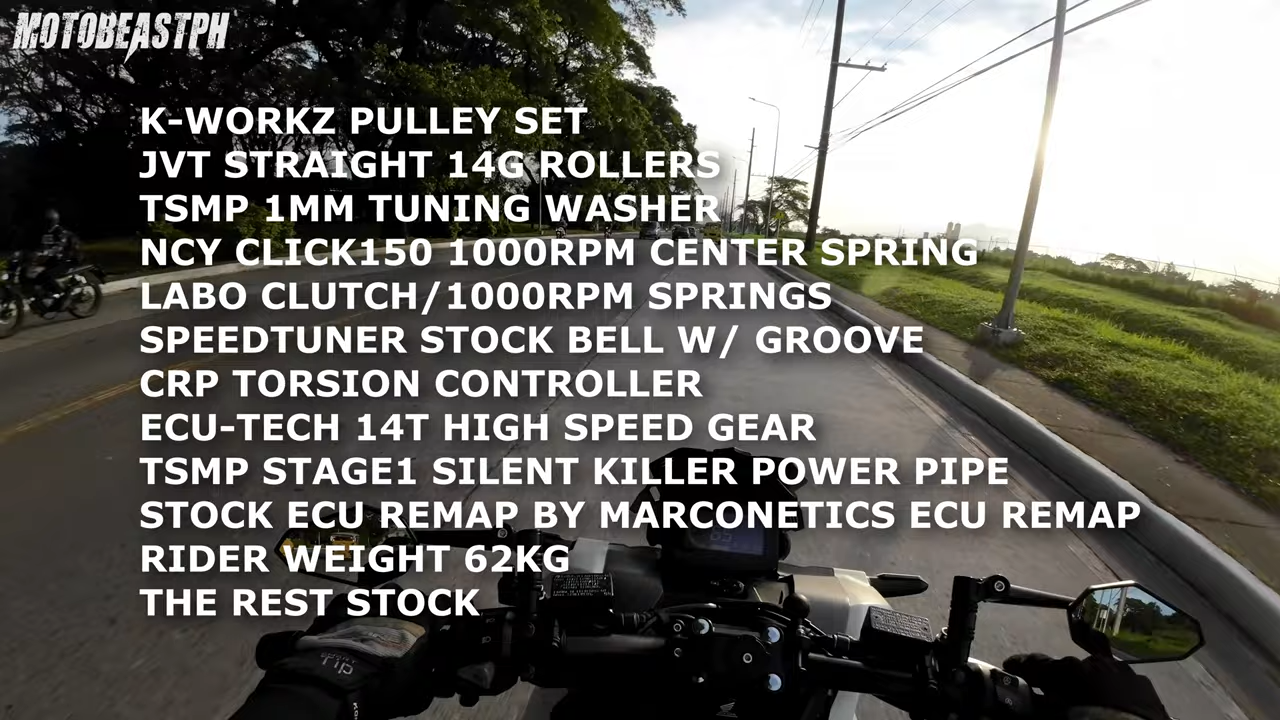 MOTOBEASTPH
K-WORKZ PULLEY SET
JVT STRAIGHT 14G ROLLERS
TSMP 1MM TUNING WASHER
NCY CLICK150 1000RPM CENTER SPRING
LABO CLUTCH/1000RPM SPRINGS
SPEEDTUNER STOCK BELL W/ GROOVE
CRP TORSION CONTROLLER
ECU-TECH 14T HIGH SPEED GEAR
TSMP STAGE1 SILENT KILLER POWER PIPE
STOCK ECU REMAP BY MARCONETICS ECU REMAP
RIDER WEIGHT 62KG
THE REST STOCK
Tip